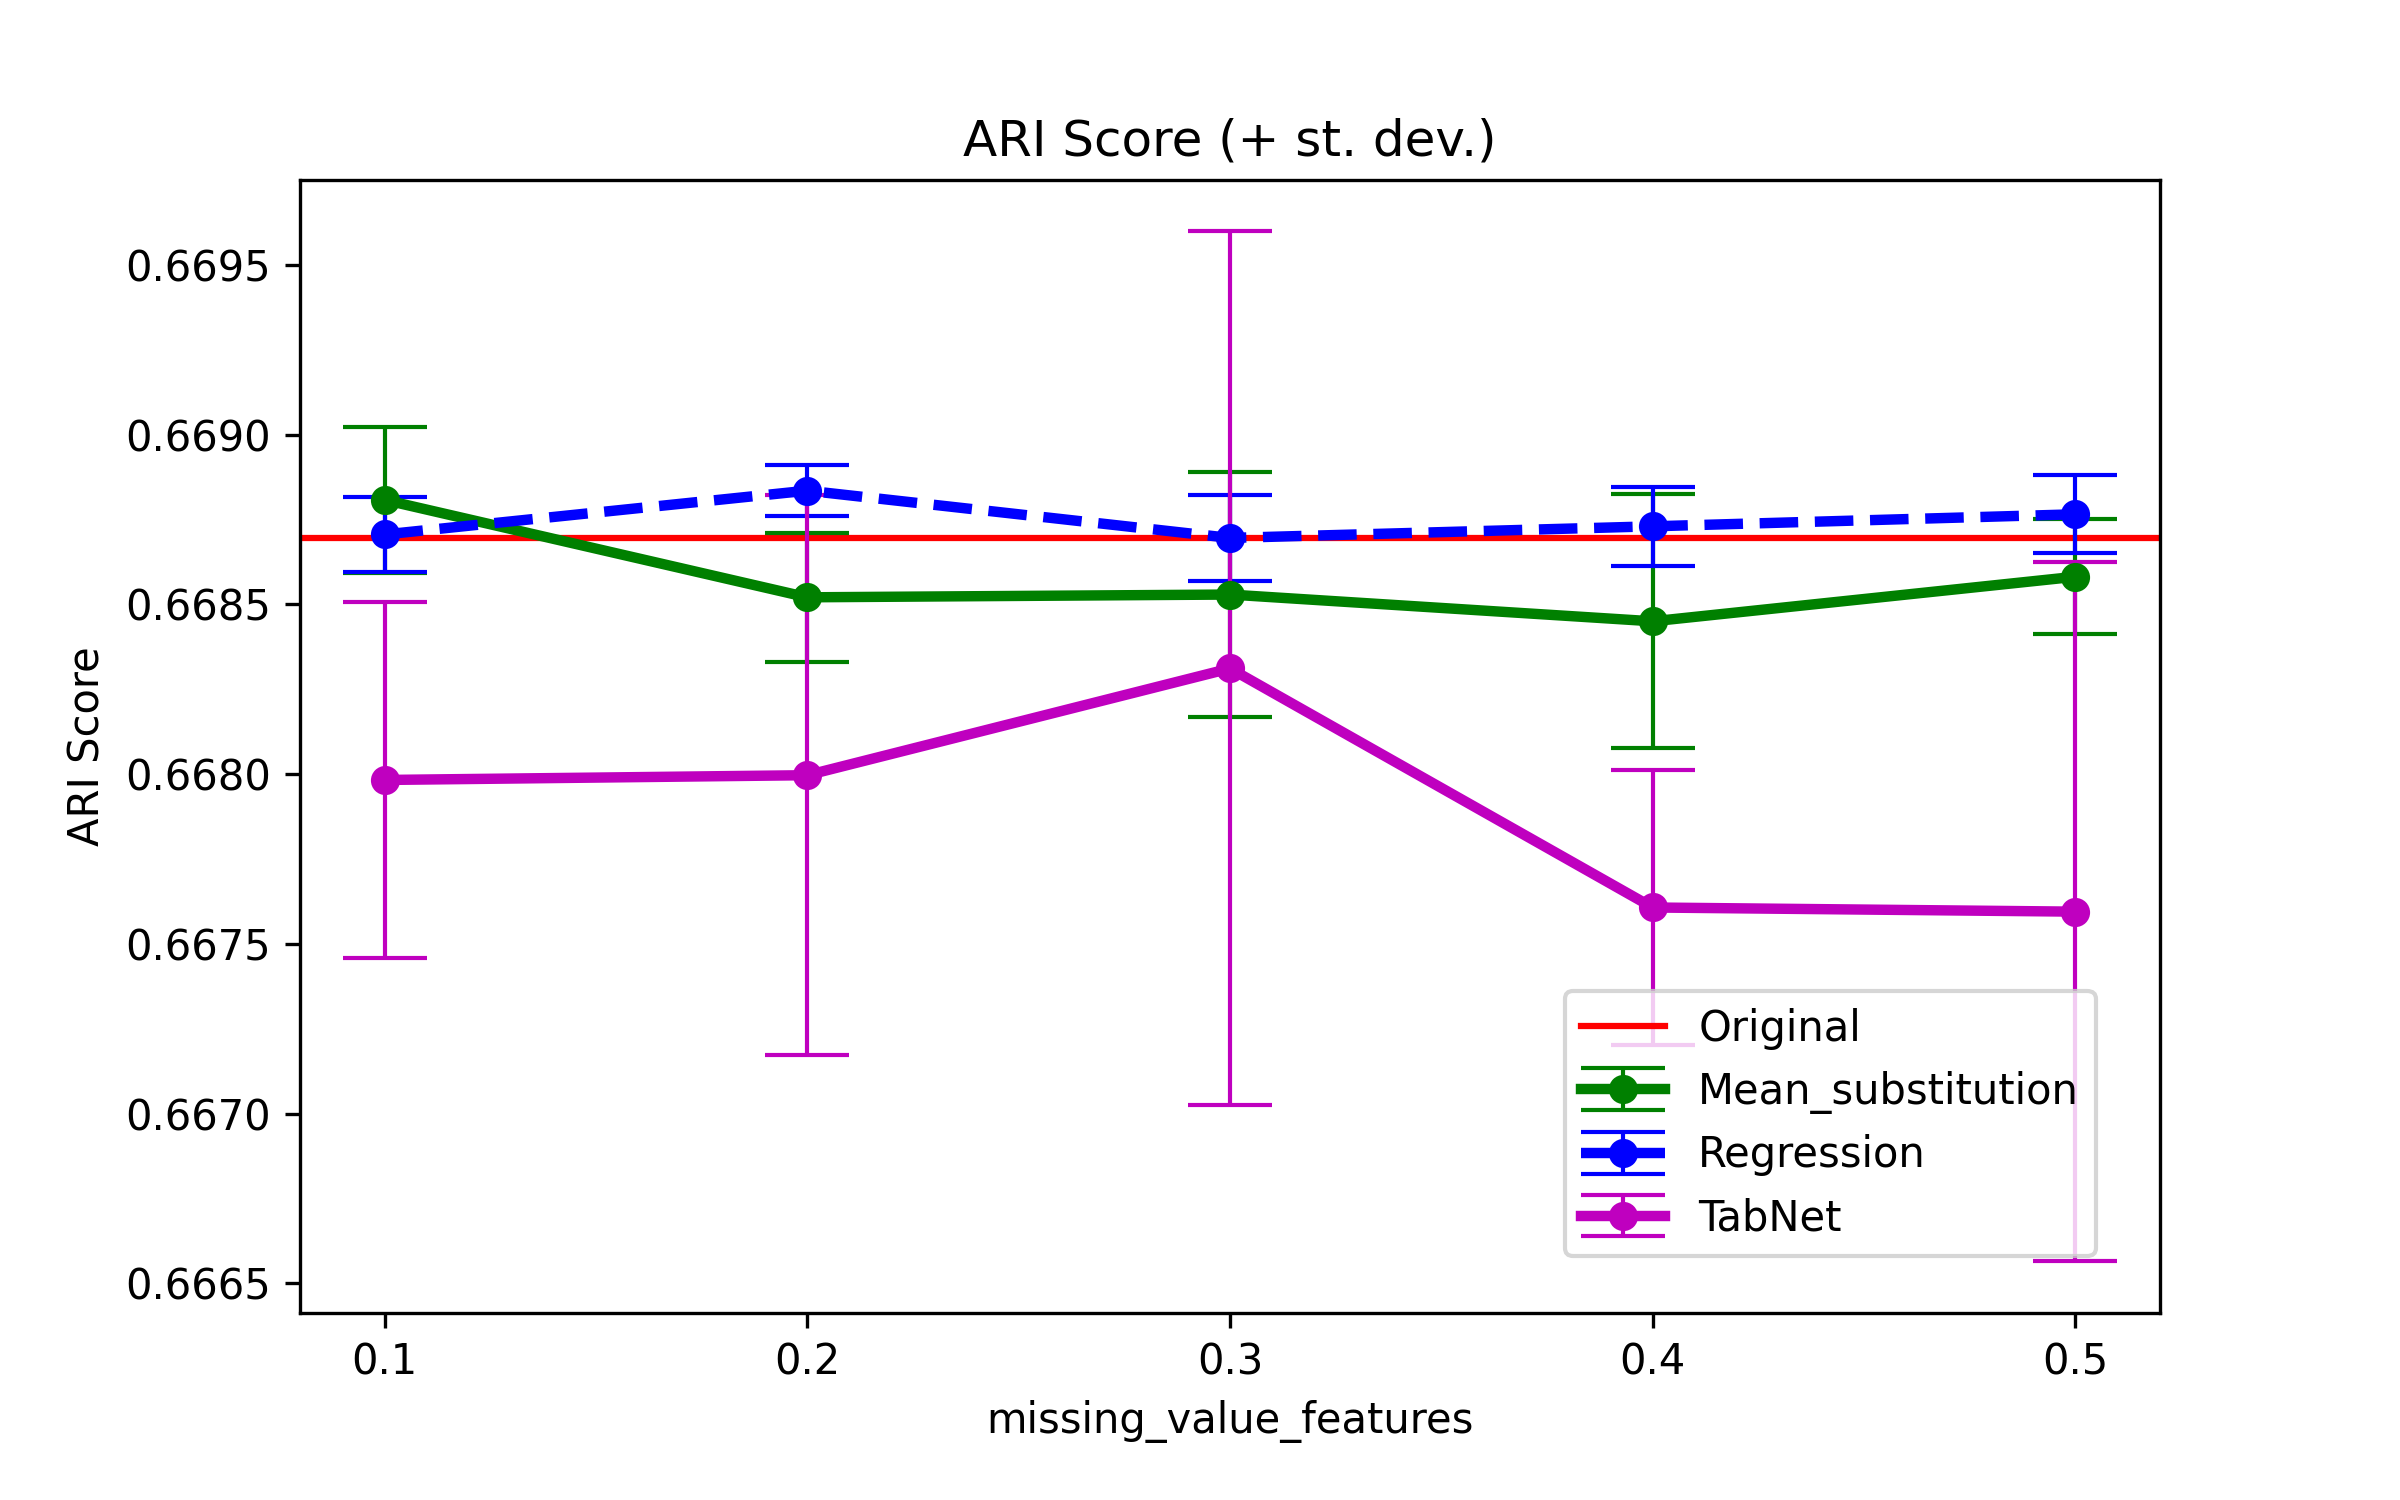 ARI Score (+ st. dev.)
0.6695
0.6690
0.6685
0.6680
0.6675
0.6670
0.6665
ARI Score
Original
Mean_substitution
Regression
TabNet
0.1 0.2 0.3 0.4 0.5
missing_value_features